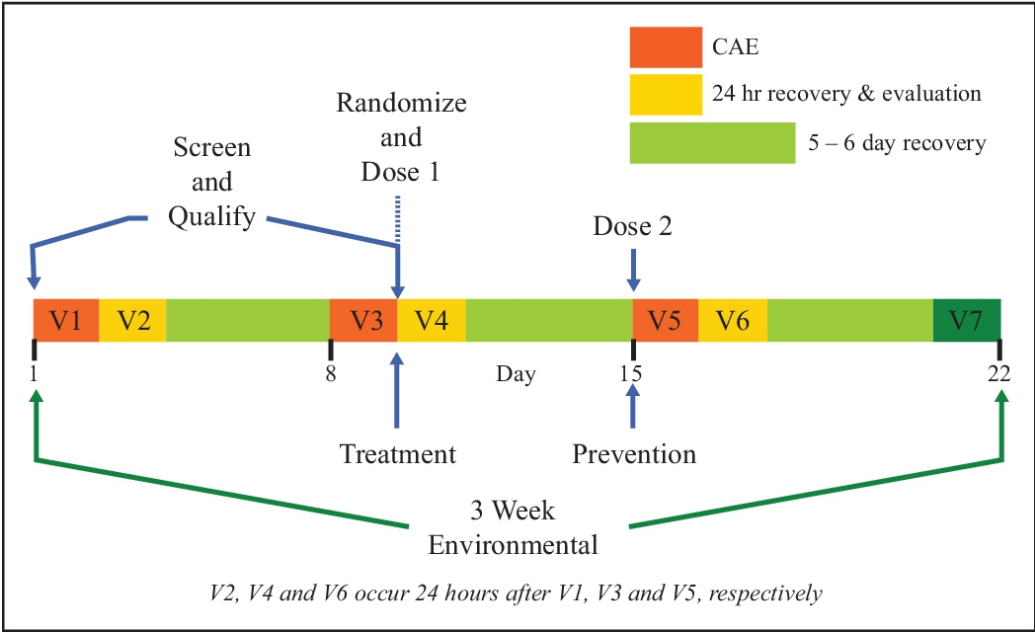 CAE
24 hr recovery & evaluation
5 – 6 day recovery
Randomize
and
Dose 1
Screen
and
Qualify
Dose 2
V1 V2 V3 V4 V5 V6 V7
1 8 Day 15 22
Treatment Prevention
3 Week
Environmental
V2, V4 and V6 occur 24 hours after V1, V3 and V5, respectively